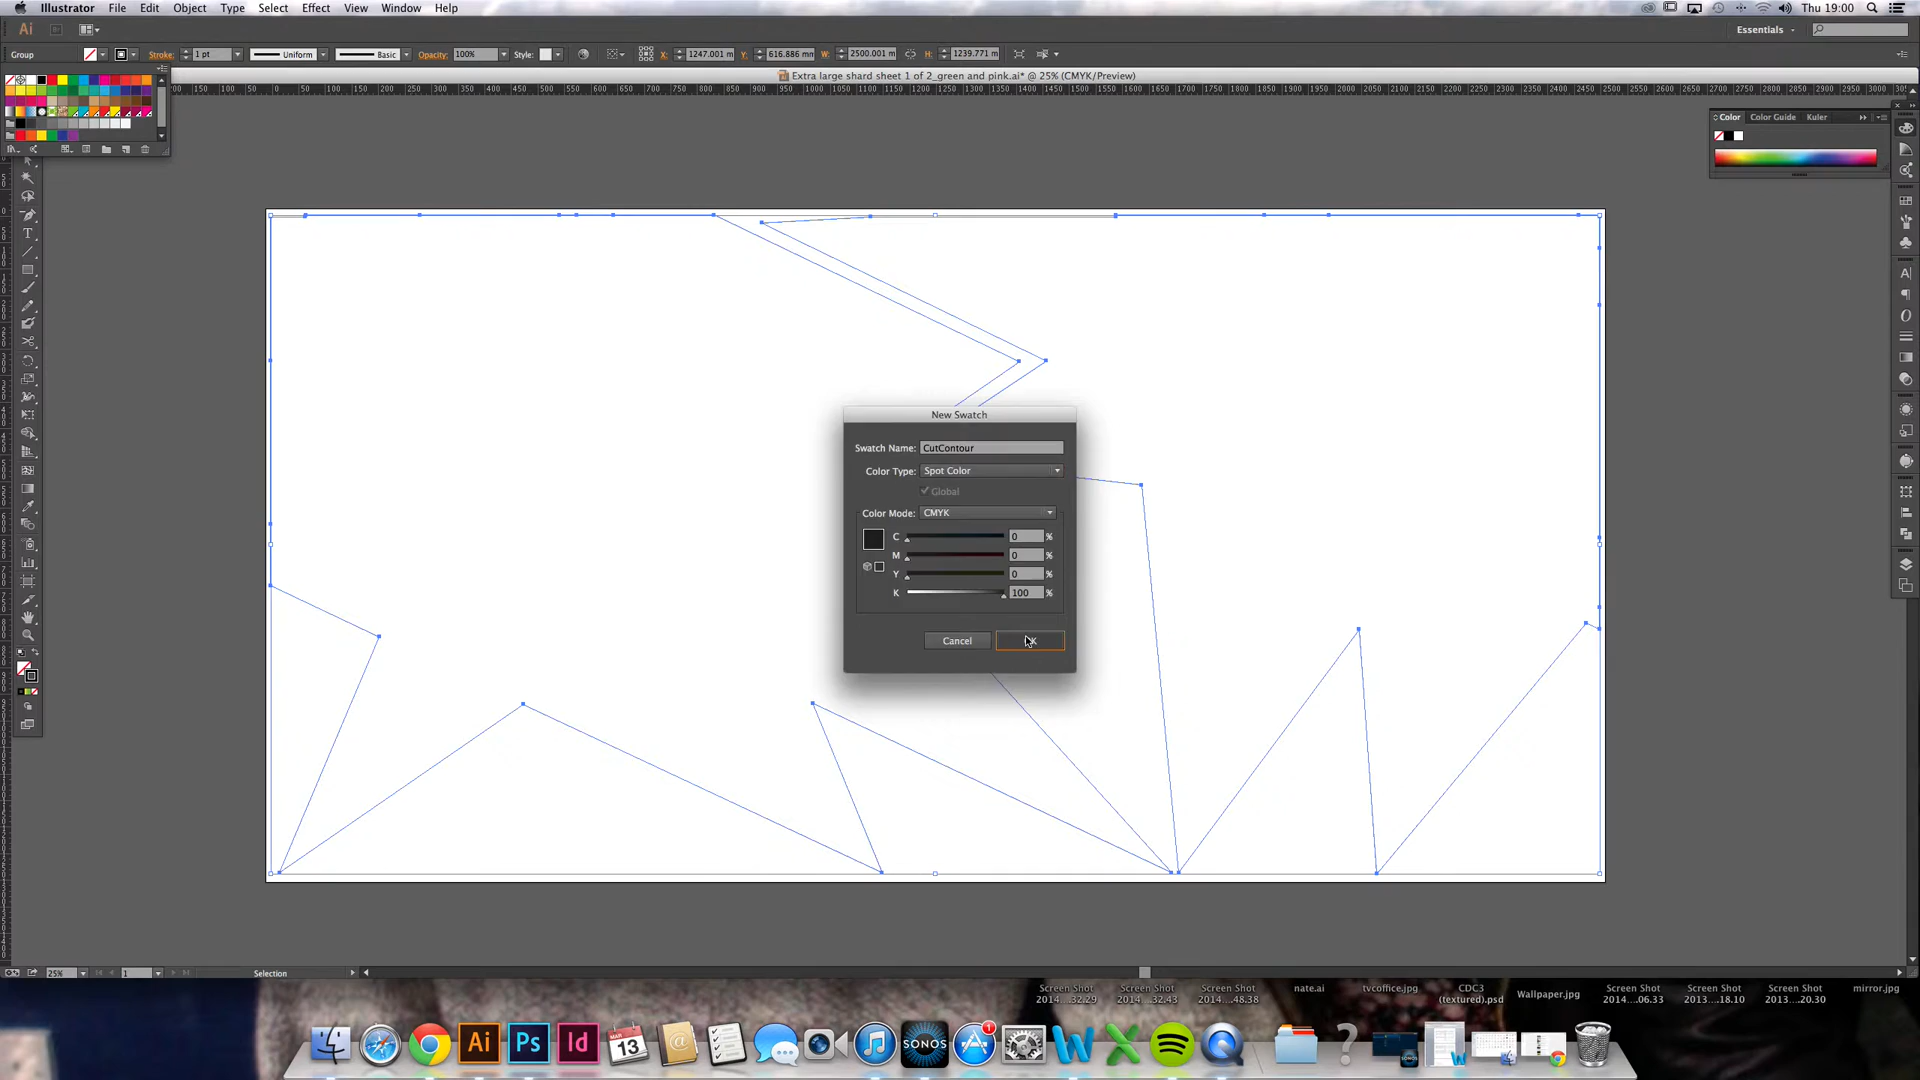 Illustrator File Edit Object Type Select Effect View Window Help Thu 19:00
Ai Essentials
Group Stroke: 1 pt Uniform Basic Opacity: 100% Style: X: 1247.001 m Y: 616.886 mm W: 2500.001 m H: 1239.771 m
Extra large shard sheet 1 of 2_green and pink.ai* @ 25% (CMYK/Preview)
Color Color Guide Kuler
New Swatch
Swatch Name: CutContour
Color Type: Spot Color
Global
Color Mode: CMYK
C 0 %
M 0 %
Y 0 %
K 100 %
Cancel
25% 1 Selection
Screen Shot 2014....32.29
Screen Shot 2014....32.43
Screen Shot 2014....48.38
nate.ai
tvcoffice.jpg
CDC3 (textured).psd
Wallpaper.jpg
Screen Shot 2014....06.33
Screen Shot 2013....18.10
Screen Shot 2013....20.30
mirror.jpg
Ai Ps Id MAR 13 SONOS 1 W X ?